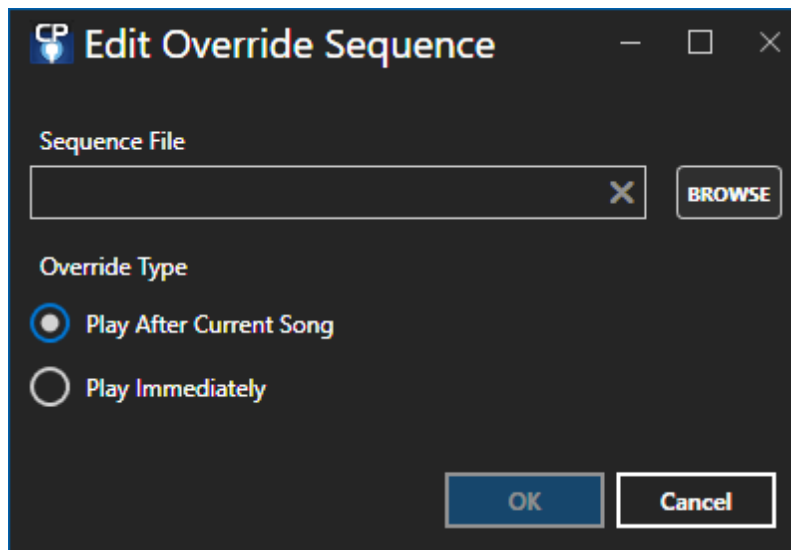 CP Edit Override Sequence
Sequence File
BROWSE
Override Type
Play After Current Song
Play Immediately
OK Cancel